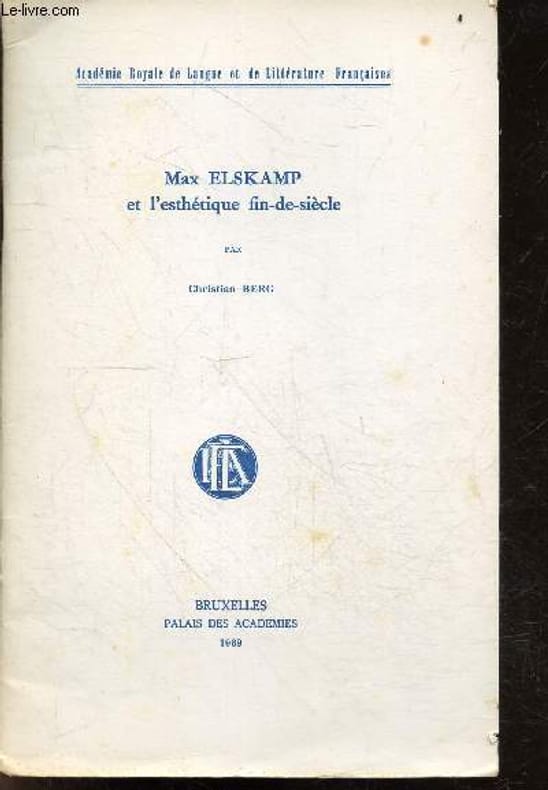 Le-livre.com
Académie Royale de Langue et de Littérature Françaises
Max ELSKAMP
et l'esthétique fin-de-siècle
PAR
Christian BERG
BRUXELLES
PALAIS DES ACADEMIES
1969